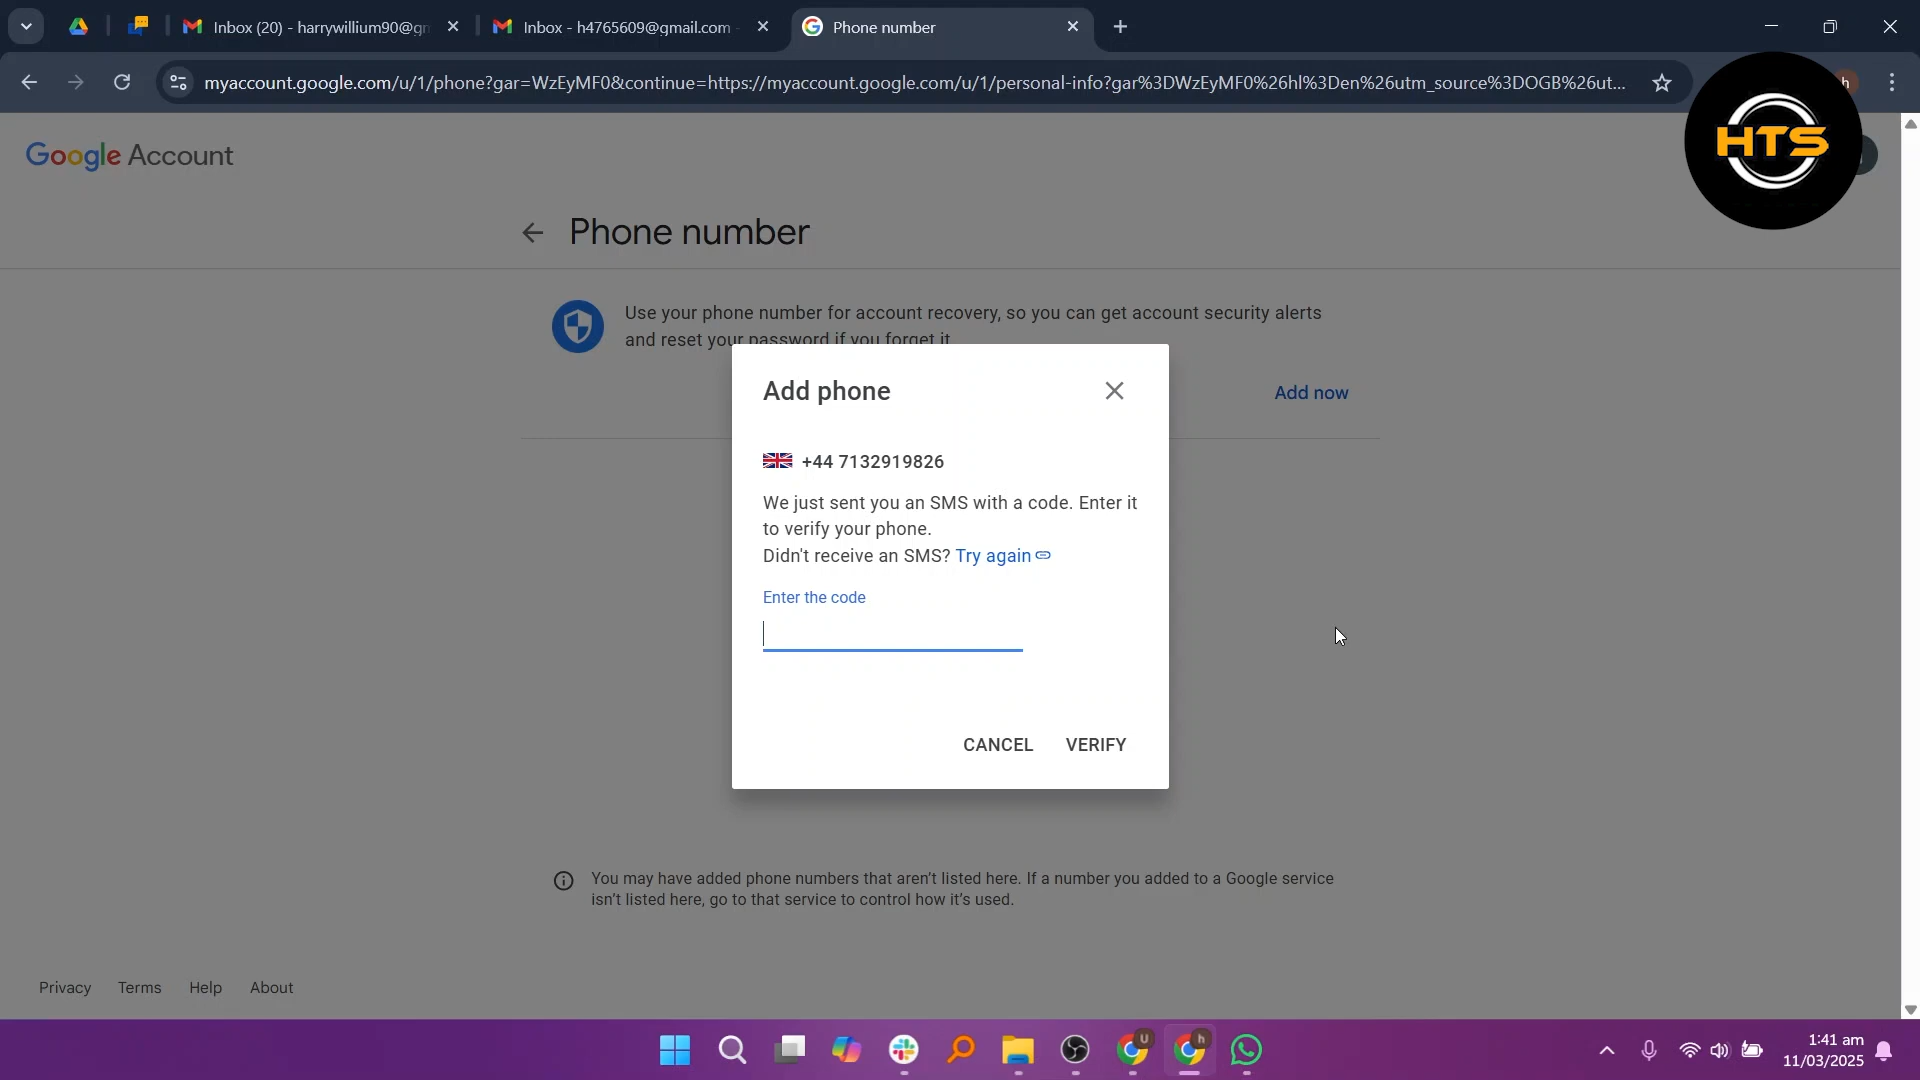 Inbox (20) - harrywillium90@gr
Inbox - h4765609@gmail.com -
Phone number
myaccount.google.com/u/1/phone?gar=WzEyMF0&continue=https://myaccount.google.com/u/1/personal-info?gar%3DWzEyMF0%26hl%3Den%26utm_source%3DOGB%26ut...
h
HTS
Google Account
Phone number
Use your phone number for account recovery, so you can get account security alerts
and reset your password if you forget it
Add now
Add phone
+44 7132919826
We just sent you an SMS with a code. Enter it
to verify your phone.
Didn't receive an SMS? Try again
Enter the code
CANCEL VERIFY
You may have added phone numbers that aren't listed here. If a number you added to a Google service
isn't listed here, go to that service to control how it's used.
Privacy Terms Help About
U
h
1:41 am
11/03/2025